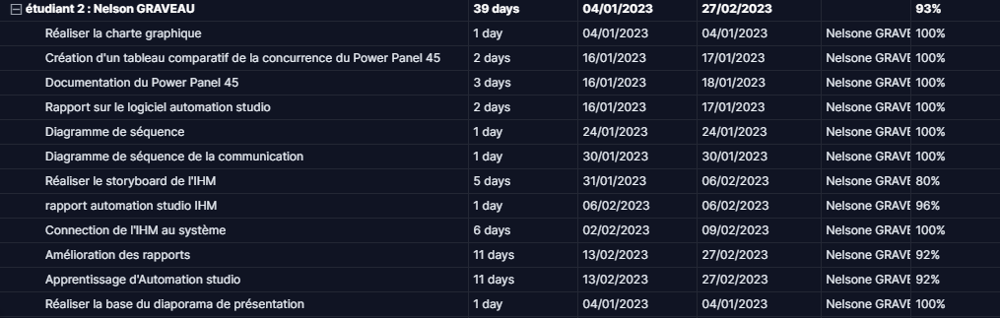 étudiant 2 : Nelson GRAVEAU 39 days 04/01/2023 27/02/2023 93%
Réaliser la charte graphique 1 day 04/01/2023 04/01/2023 Nelsone GRAVE 100%
Création d'un tableau comparatif de la concurrence du Power Panel 45 2 days 16/01/2023 17/01/2023 Nelsone GRAVE 100%
Documentation du Power Panel 45 3 days 16/01/2023 18/01/2023 Nelsone GRAVE 100%
Rapport sur le logiciel automation studio 2 days 16/01/2023 17/01/2023 Nelsone GRAVE 100%
Diagramme de séquence 1 day 24/01/2023 24/01/2023 Nelsone GRAVE 100%
Diagramme de séquence de la communication 1 day 30/01/2023 30/01/2023 Nelsone GRAVE 100%
Réaliser le storyboard de l'IHM 5 days 31/01/2023 06/02/2023 Nelsone GRAVE 80%
rapport automation studio IHM 1 day 06/02/2023 06/02/2023 Nelsone GRAVE 96%
Connection de l'IHM au système 6 days 02/02/2023 09/02/2023 Nelsone GRAVE 100%
Amélioration des rapports 11 days 13/02/2023 27/02/2023 Nelsone GRAVE 92%
Apprentissage d'Automation studio 11 days 13/02/2023 27/02/2023 Nelsone GRAVE 92%
Réaliser la base du diaporama de présentation 1 day 04/01/2023 04/01/2023 Nelsone GRAVE 100%